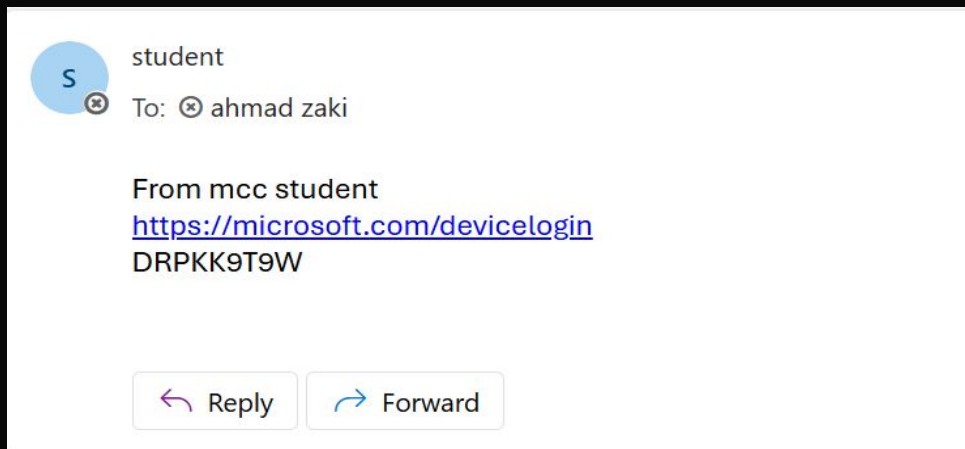 S
student
To: ahmad zaki
From mcc student
https://microsoft.com/devicelogin
DRPKK9T9W
Reply Forward